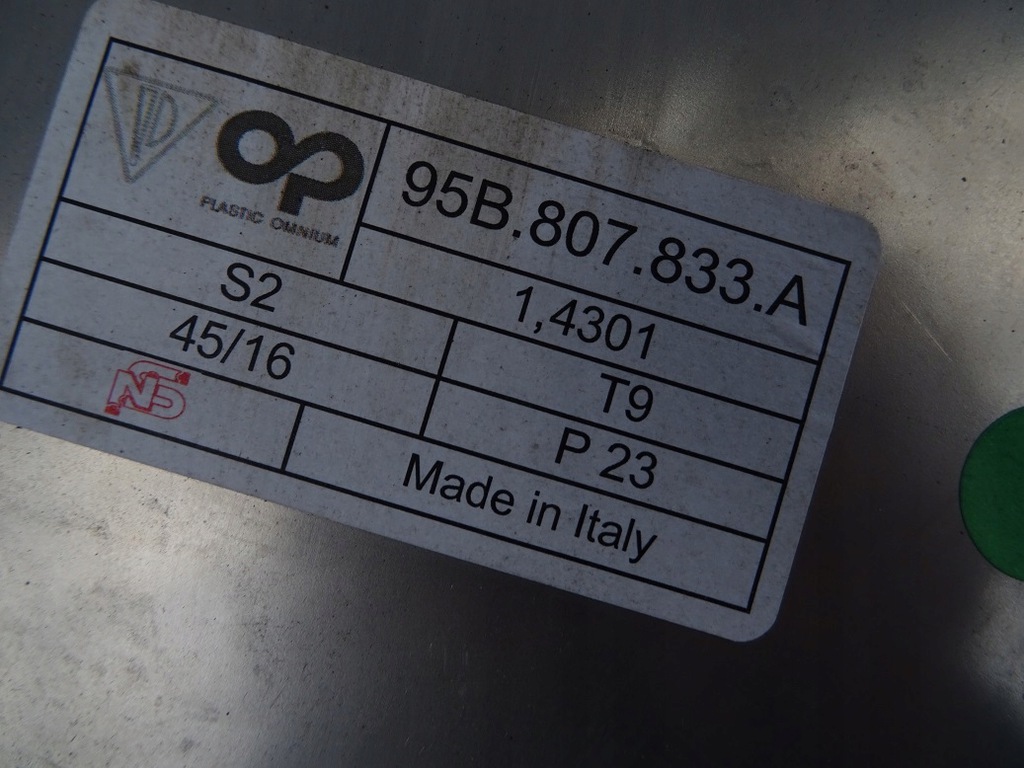 OP
PLASTIC OMNIUM
95B.807.833.A
1,4301
S2
T9
45/16
P 23
Made in Italy